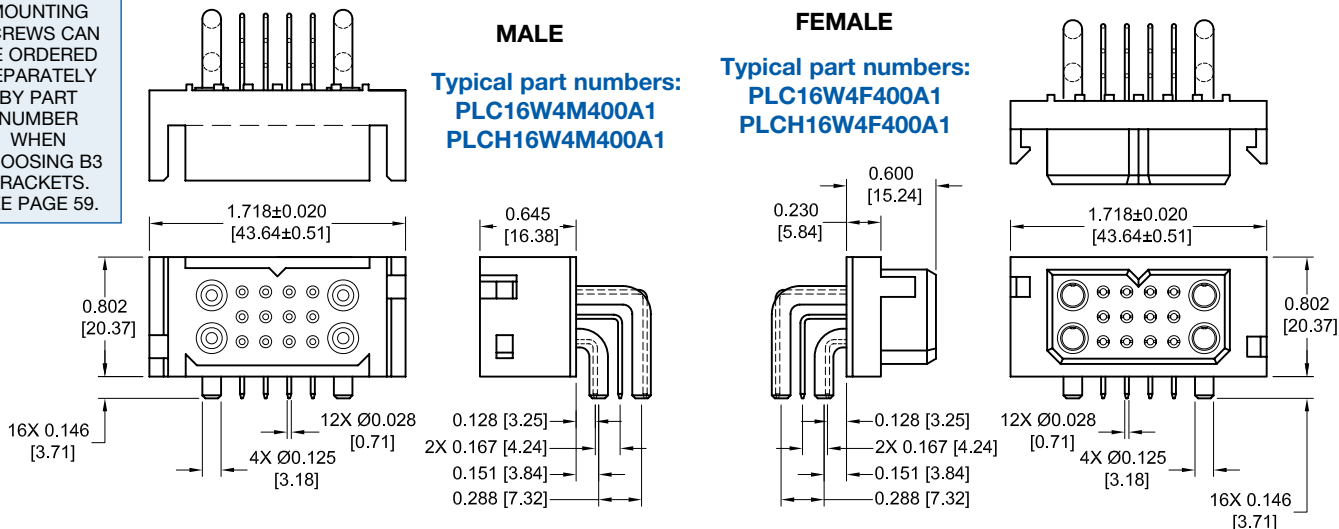 MOUNTING
CREWS CAN
E ORDERED
EPARATELY
BY PART
NUMBER
WHEN
OOSING B3
RACKETS.
E PAGE 59.
MALE
Typical part numbers:
PLC16W4M400A1
PLCH16W4M400A1
FEMALE
Typical part numbers:
PLC16W4F400A1
PLCH16W4F400A1
1.718±0.020
[43.64±0.51]
0.802
[20.37]
16X 0.146
[3.71]
12X Ø0.028
[0.71]
4X Ø0.125
[3.18]
0.645
[16.38]
0.128 [3.25]
2X 0.167 [4.24]
0.151 [3.84]
0.288 [7.32]
0.600
[15.24]
0.230
[5.84]
0.128 [3.25]
2X 0.167 [4.24]
0.151 [3.84]
0.288 [7.32]
1.718±0.020
[43.64±0.51]
0.802
[20.37]
12X Ø0.028
[0.71]
4X Ø0.125
[3.18]
16X 0.146
[3.71]